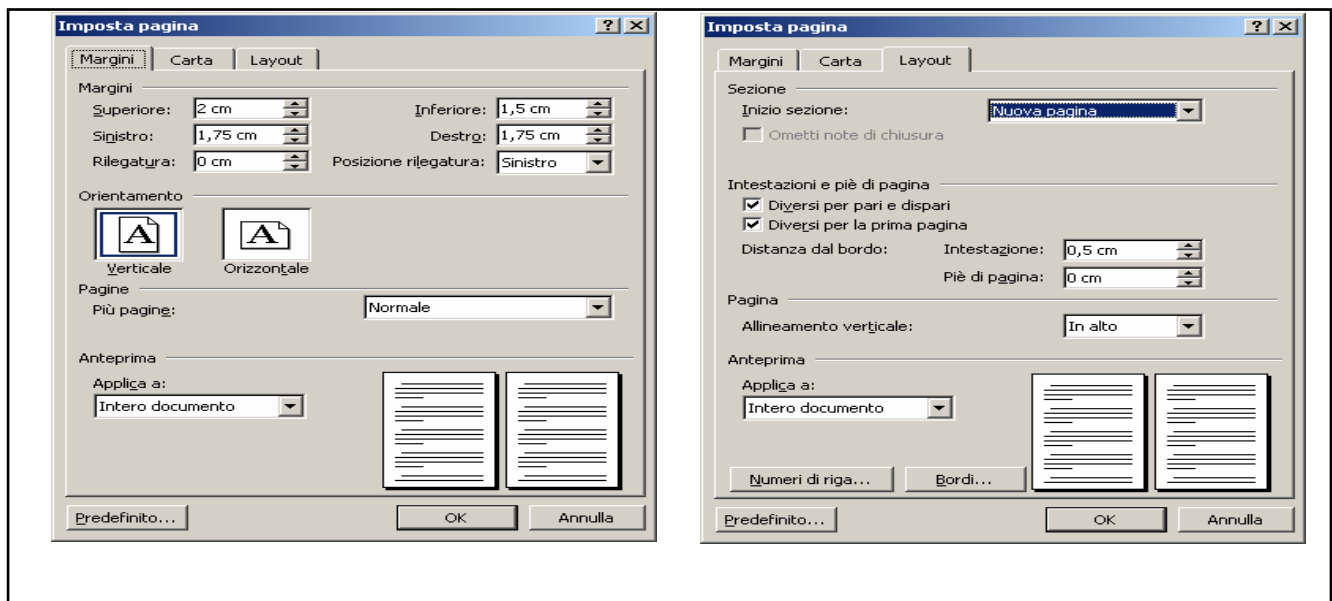 Imposta pagina
Margini Carta Layout
Margini
Superiore: 2 cm Inferiore: 1,5 cm
Sinistro: 1,75 cm Destro: 1,75 cm
Rilegatura: 0 cm Posizione rilegatura: Sinistro
Orientamento
A A
Verticale Orizzontale
Pagine
Più pagine: Normale
Anteprima
Applica a:
Intero documento
Predefinito... OK Annulla
Imposta pagina
Margini Carta Layout
Sezione
Inizio sezione: Nuova pagina
Ometti note di chiusura
Intestazioni e piè di pagina
Diversi per pari e dispari
Diversi per la prima pagina
Distanza dal bordo: Intestazione: 0,5 cm
Piè di pagina: 0 cm
Pagina
Allineamento verticale: In alto
Anteprima
Applica a:
Intero documento
Numeri di riga... Bordi...
Predefinito... OK Annulla